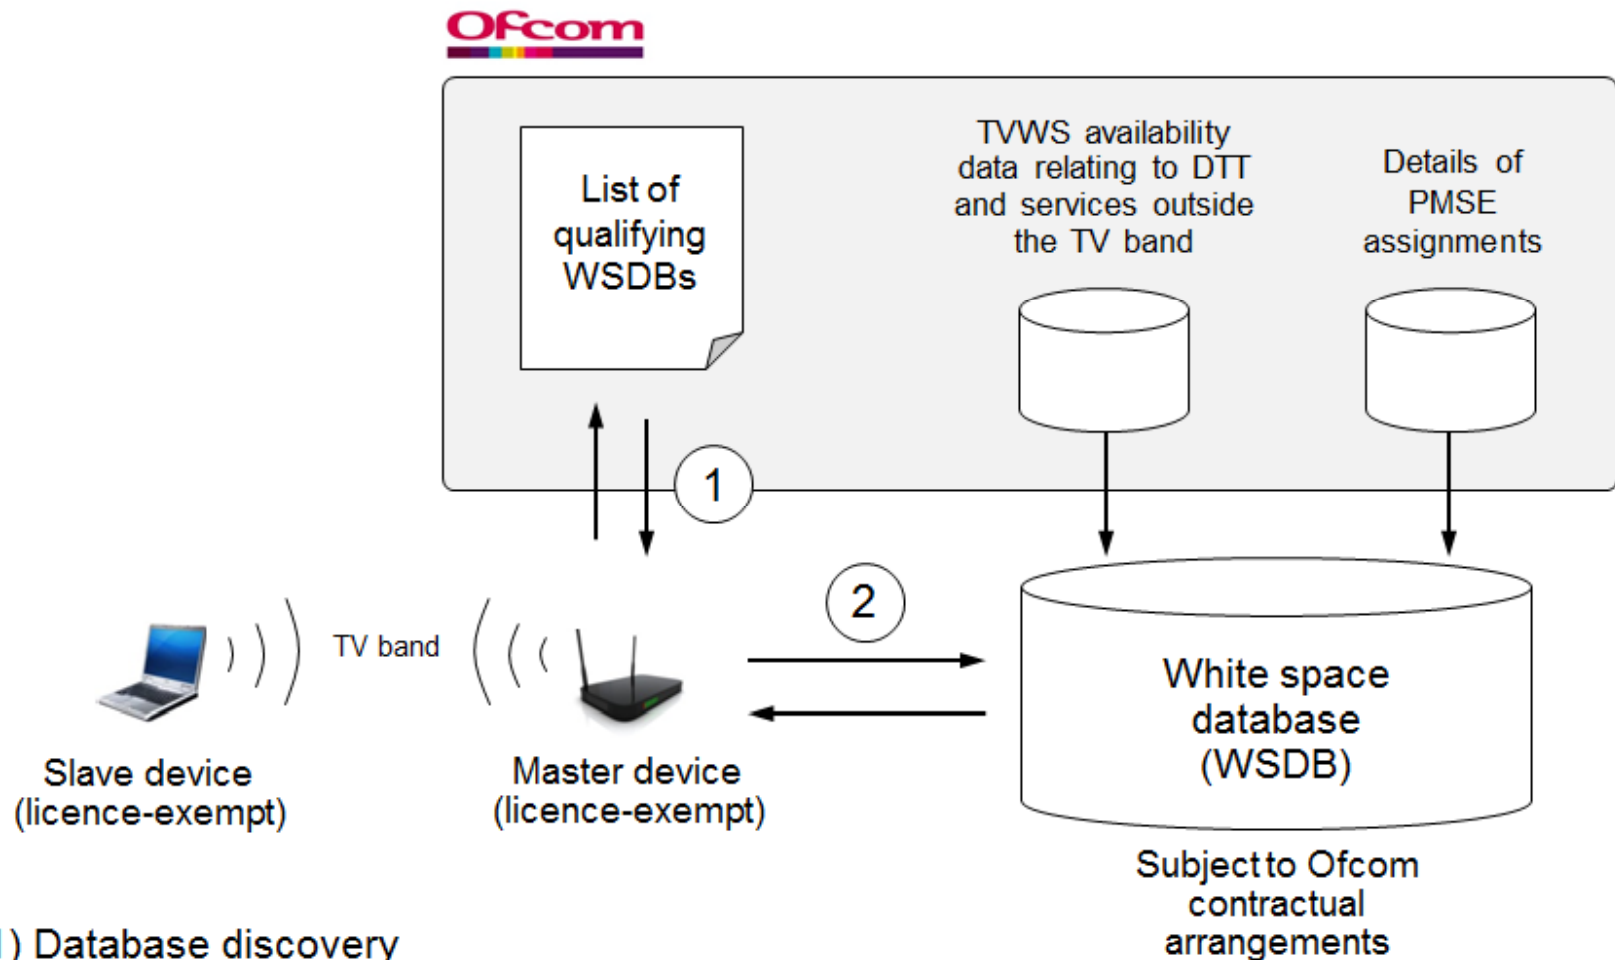 Ofcom
List of
qualifying
WSDBs
TVWS availability
data relating to DTT
and services outside
the TV band
Details of
PMSE
assignments
1
2
TV band
White space
database
(WSDB)
Slave device
(licence-exempt)
Master device
(licence-exempt)
Subject to Ofcom
contractual
arrangements
) Database discovery